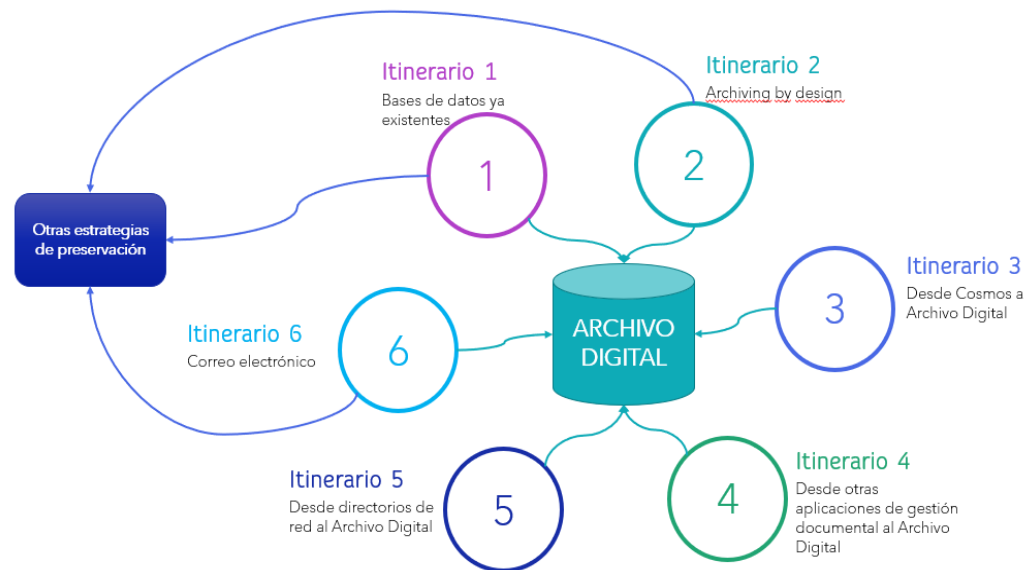 Itinerario 1
Bases de datos ya
existentes
1
Itinerario 2
Archiving by design
2
Otras estrategias
de preservación
Itinerario 3
Desde Cosmos a
Archivo Digital
3
ARCHIVO
DIGITAL
Itinerario 6
Correo electrónico
6
Itinerario 5
Desde directorios de
red al Archivo Digital
5
Itinerario 4
Desde otras
aplicaciones de gestión
documental al Archivo
Digital
4